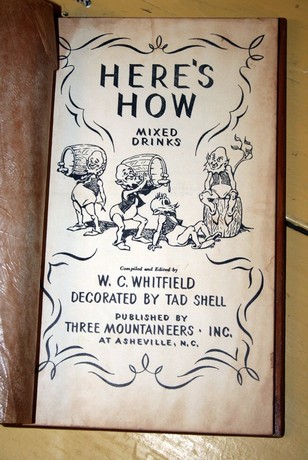 HERE'S
HOW
MIXED
DRINKS
Compiled and Edited by
W. C. WHITFIELD
DECORATED BY TAD SHELL
PUBLISHED BY
THREE MOUNTAINEERS · INC.
AT ASHEVILLE, N.C.